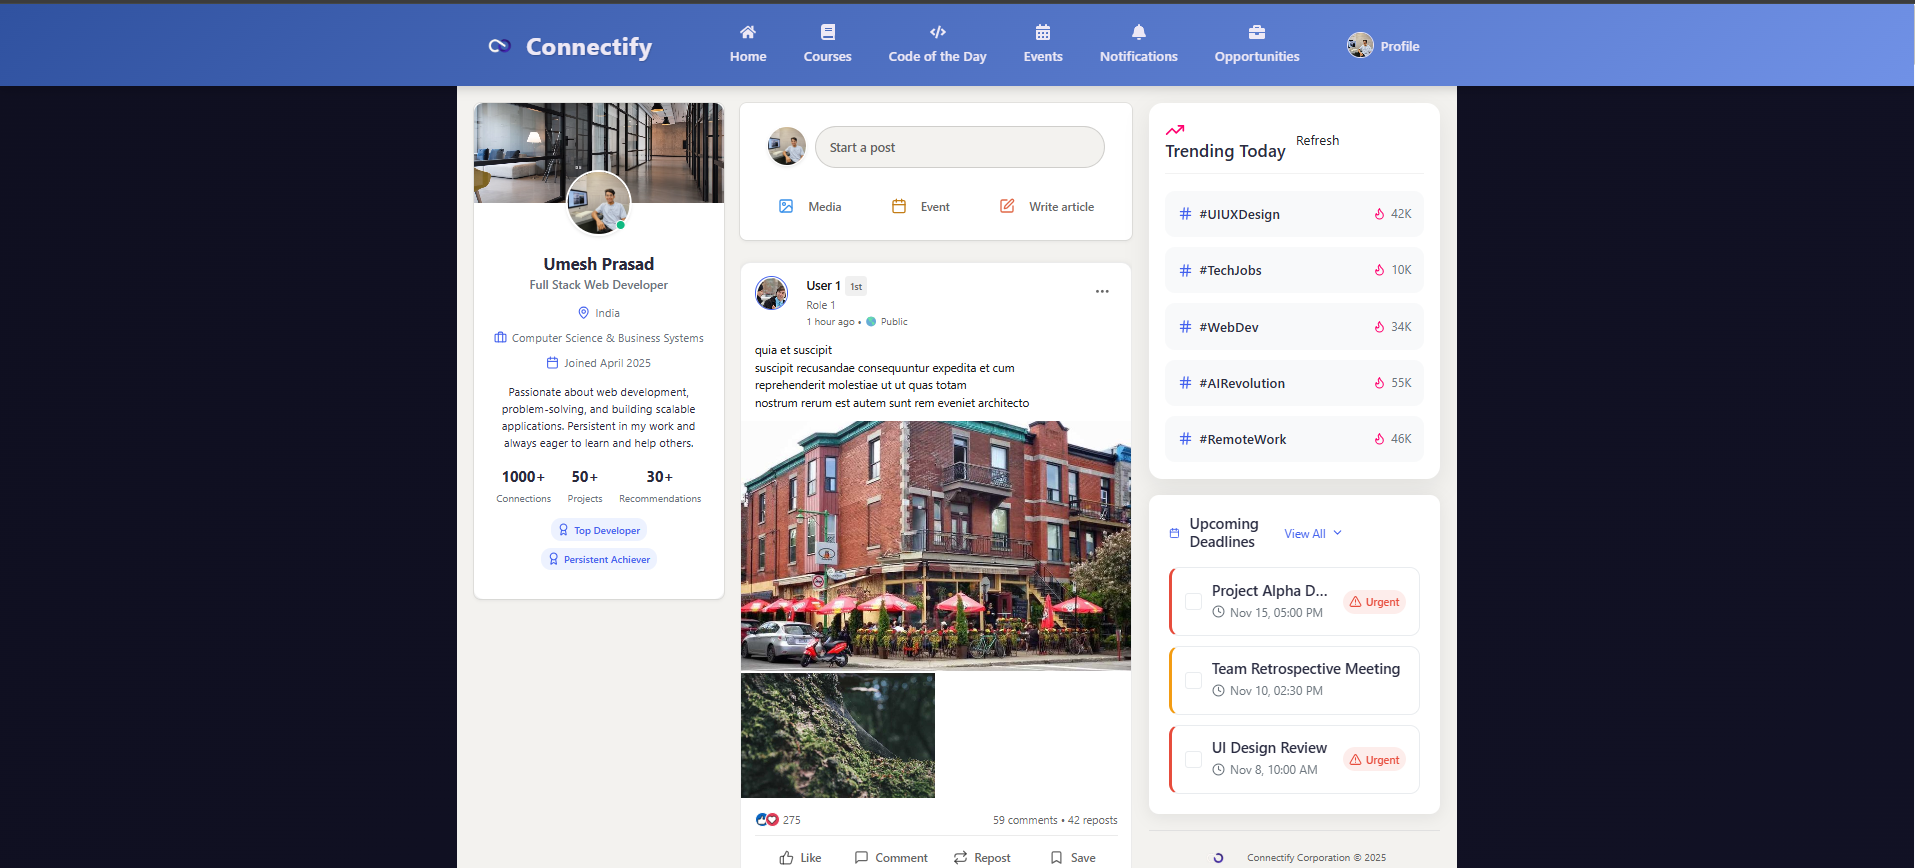 Connectify
Home
Courses
Code of the Day
Events
Notifications
Opportunities
Profile
Umesh Prasad
Full Stack Web Developer
India
Computer Science & Business Systems
Joined April 2025
Passionate about web development,
problem-solving, and building scalable
applications. Persistent in my work and
always eager to learn and help others.
1000+ 50+ 30+
Connections Projects Recommendations
Top Developer
Persistent Achiever
Start a post
Media Event Write article
User 1 1st
Role 1
1 hour ago • Public
quia et suscipit
suscipit recusandae consequuntur expedita et cum
reprehenderit molestiae ut ut quas totam
nostrum rerum est autem sunt rem eveniet architecto
275 59 comments • 42 reposts
Like Comment Repost Save
Trending Today Refresh
# #UIUXDesign 42K
# #TechJobs 10K
# #WebDev 34K
# #AIRevolution 55K
# #RemoteWork 46K
Upcoming
Deadlines
View All
Project Alpha D...
Nov 15, 05:00 PM
Urgent
Team Retrospective Meeting
Nov 10, 02:30 PM
UI Design Review
Nov 8, 10:00 AM
Urgent
Connectify Corporation © 2025